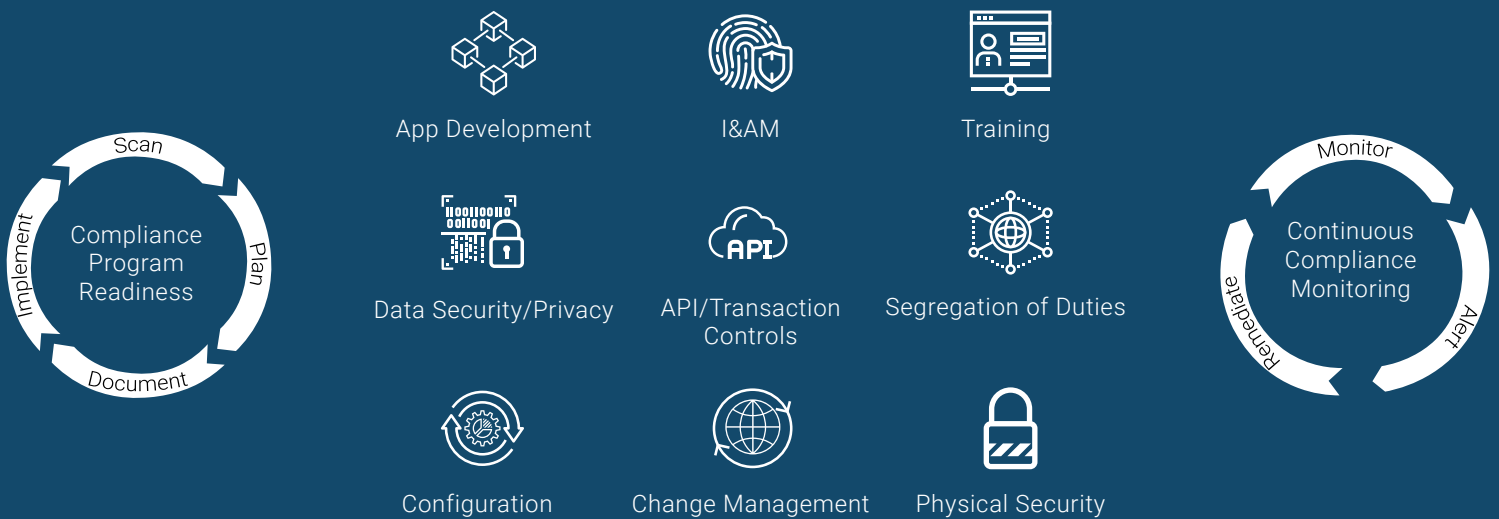 Scan
Plan
Document
Implement
Compliance
Program
Readiness
App Development
I&AM
Training
Data Security/Privacy
API
API/Transaction
Controls
Segregation of Duties
Configuration
Change Management
Physical Security
Monitor
Alert
Remediate
Continuous
Compliance
Monitoring